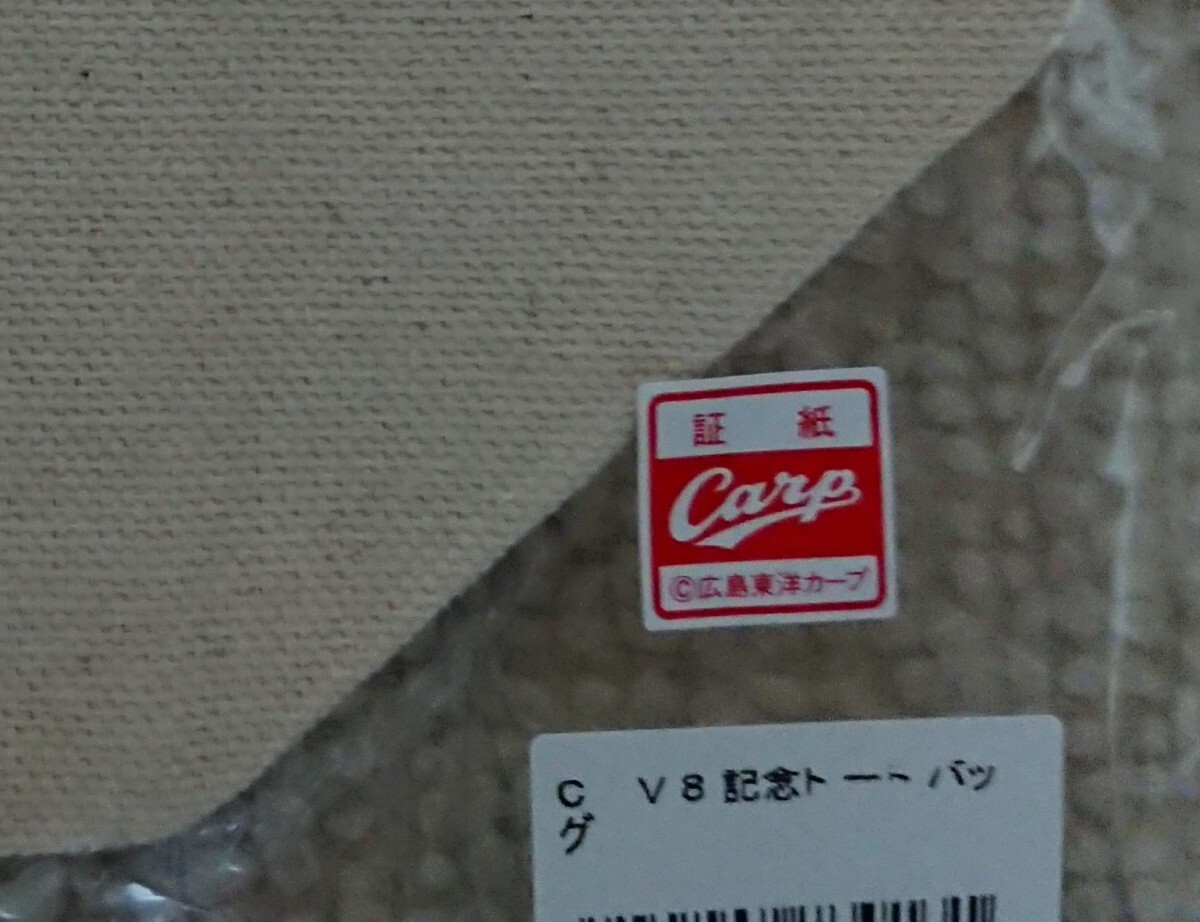 証 紙
Carp
©広島東洋カープ
C V8記念トートバッ
グ